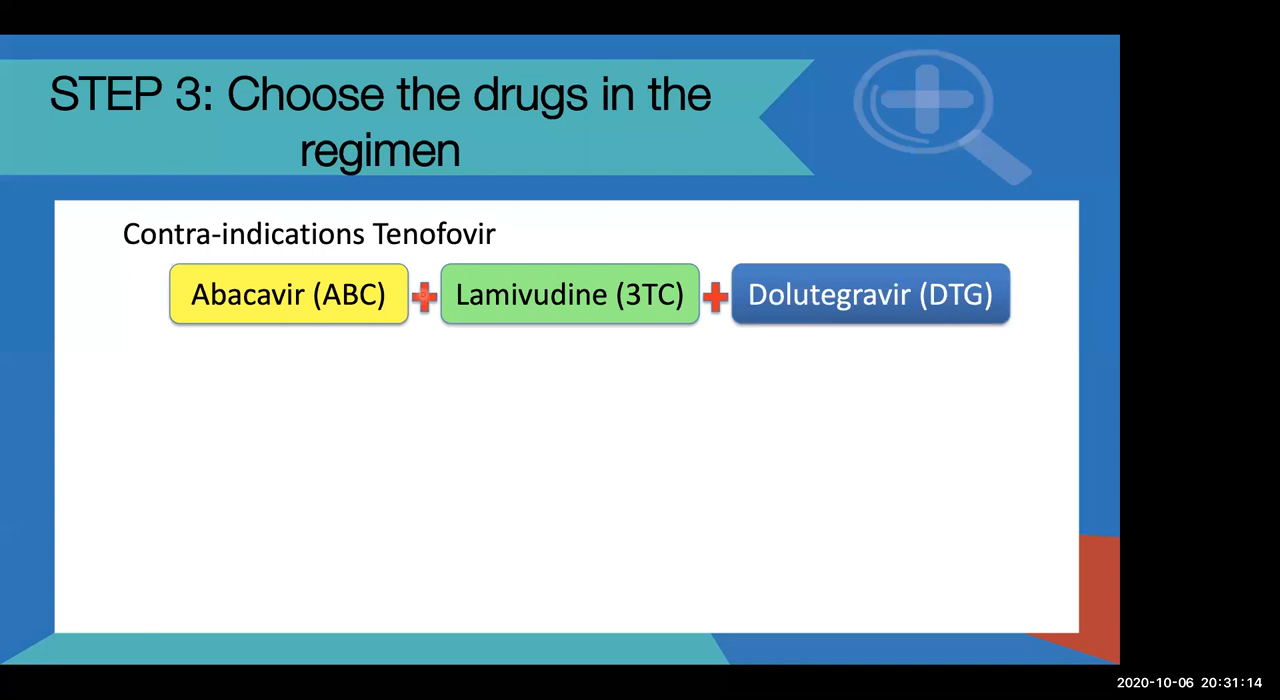 STEP 3: Choose the drugs in the
regimen
Contra-indications Tenofovir
Abacavir (ABC) + Lamivudine (3TC) + Dolutegravir (DTG)
2020-10-06 20:31:14